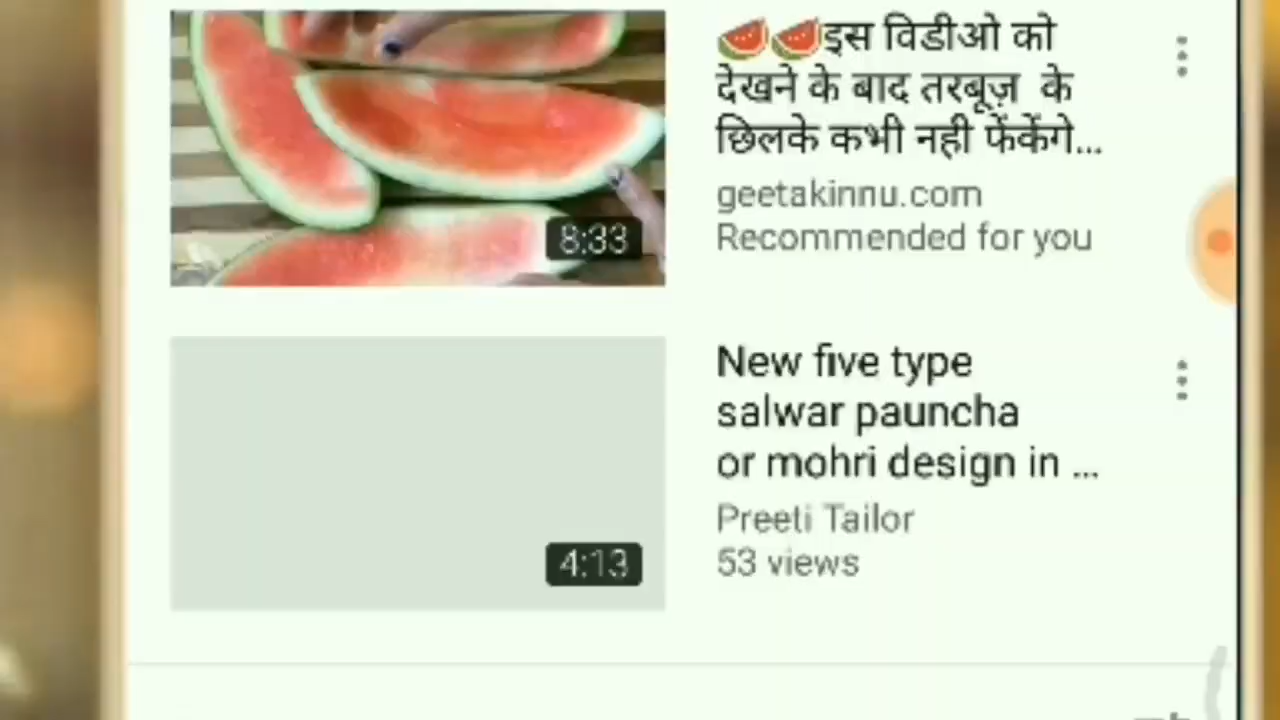 🍉🍉इस विडीओ को
देखने के बाद तरबूज़ के
छिलके कभी नही फेंकेंगे...
geetakinnu.com
Recommended for you
8:33
New five type
salwar pauncha
or mohri design in ...
Preeti Tailor
53 views
4:13